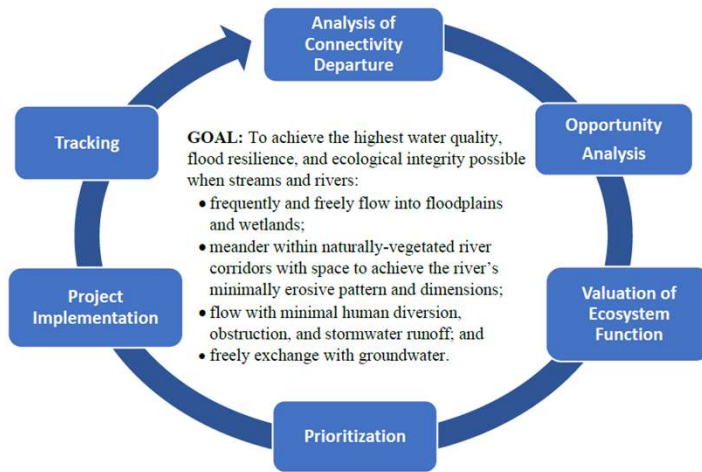 Analysis of
Connectivity
Departure
Opportunity
Analysis
Valuation of
Ecosystem
Function
Prioritization
Project
Implementation
Tracking
GOAL: To achieve the highest water quality,
flood resilience, and ecological integrity possible
when streams and rivers:
• frequently and freely flow into floodplains
and wetlands;
• meander within naturally-vegetated river
corridors with space to achieve the river's
minimally erosive pattern and dimensions;
• flow with minimal human diversion,
obstruction, and stormwater runoff; and
• freely exchange with groundwater.